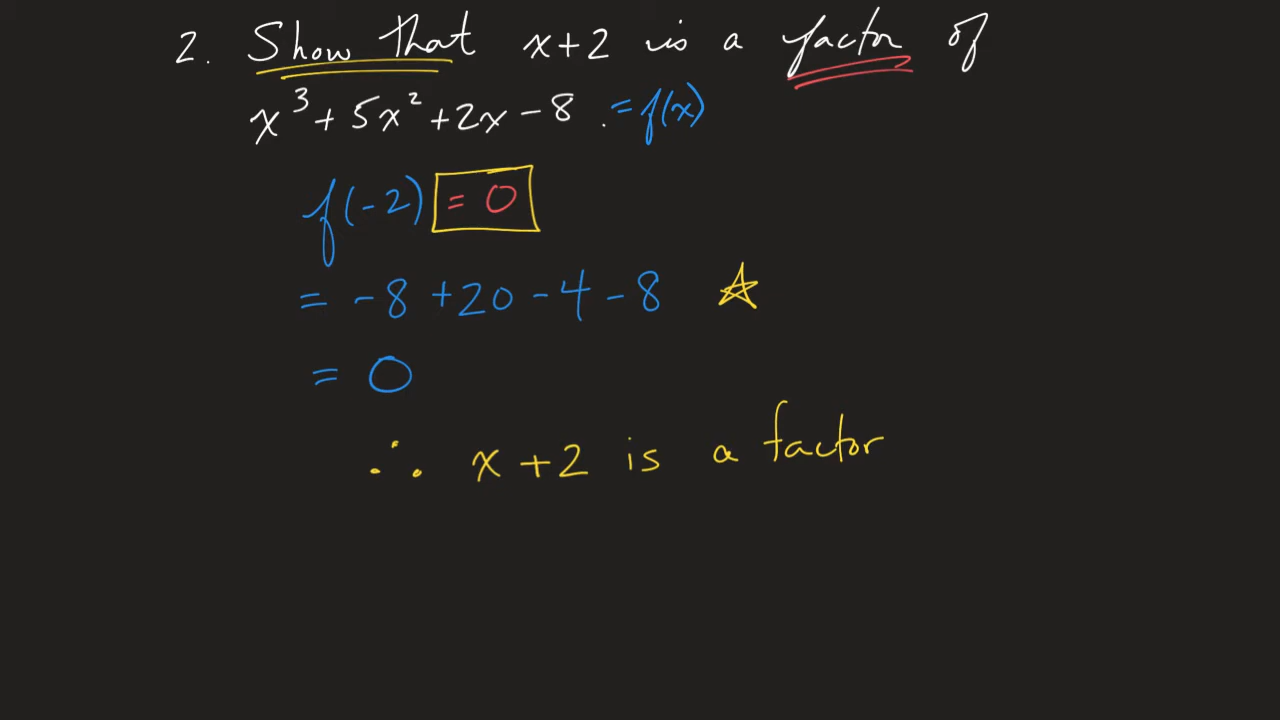 2. Show that x+2 is a factor of
x³+5x²+2x-8. =f(x)
f(-2) = 0
= -8 +20 -4 -8
= 0
∴ x+2 is a factor